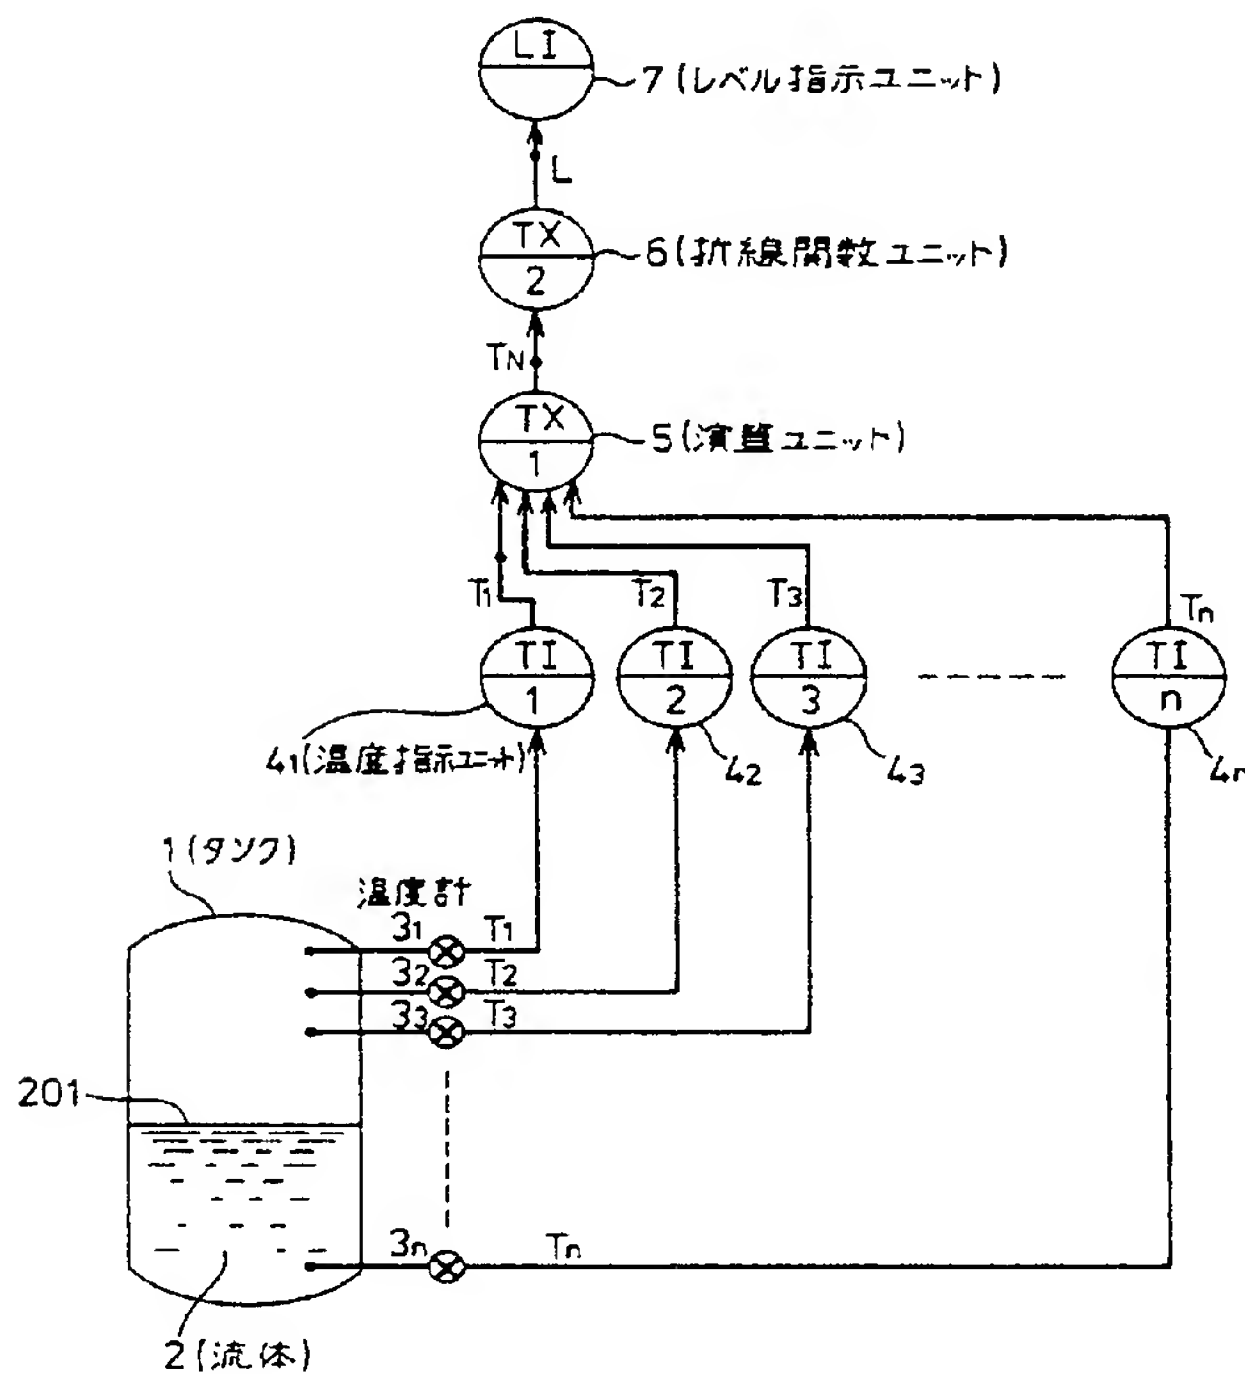 LI
7(レベル指示ユニット)
L
TX
2
6(折線関数ユニット)
TN
TX
1
5(演算ユニット)
T1
T2
T3
Tn
TI
1
TI
2
TI
3
TI
n
41(温度指示ユニット)
42
43
4n
1(タンク)
温度計
31
T1
32
T2
33
T3
201
3n
Tn
2(流体)